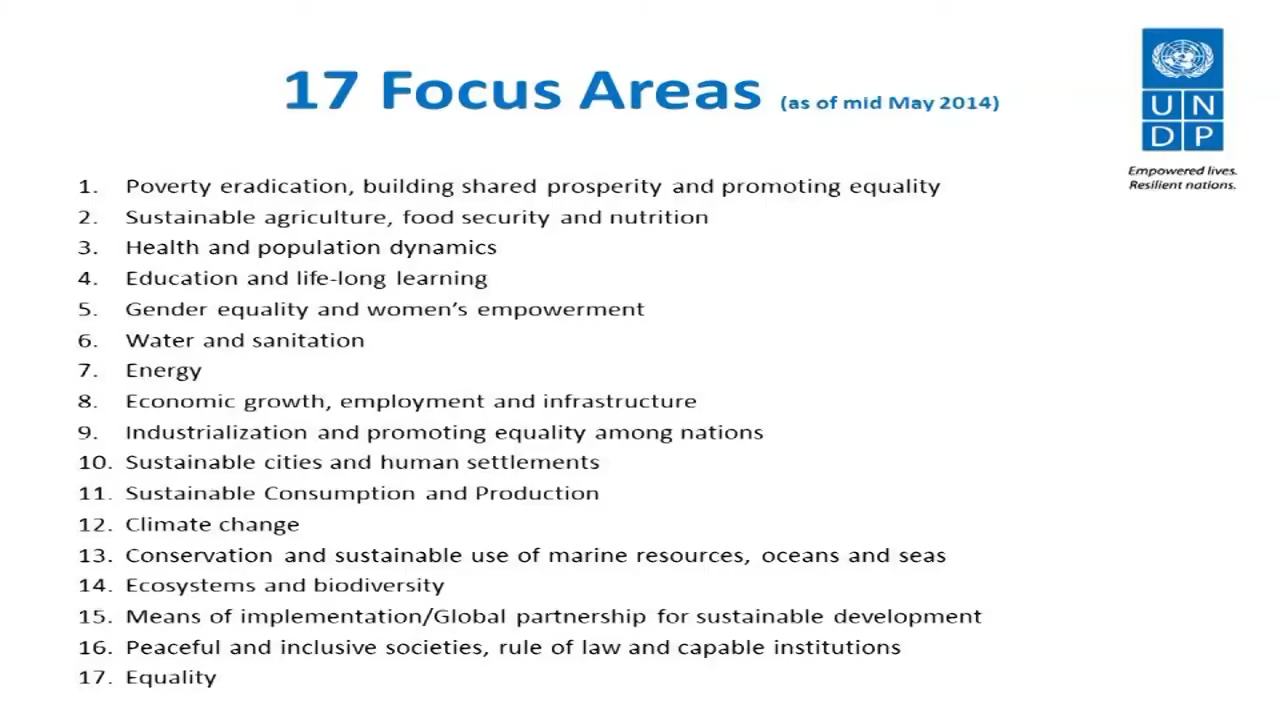 17 Focus Areas (as of mid May 2014)
UN
DP
Empowered lives.
Resilient nations.
1. Poverty eradication, building shared prosperity and promoting equality
2. Sustainable agriculture, food security and nutrition
3. Health and population dynamics
4. Education and life-long learning
5. Gender equality and women’s empowerment
6. Water and sanitation
7. Energy
8. Economic growth, employment and infrastructure
9. Industrialization and promoting equality among nations
10. Sustainable cities and human settlements
11. Sustainable Consumption and Production
12. Climate change
13. Conservation and sustainable use of marine resources, oceans and seas
14. Ecosystems and biodiversity
15. Means of implementation/Global partnership for sustainable development
16. Peaceful and inclusive societies, rule of law and capable institutions
17. Equality